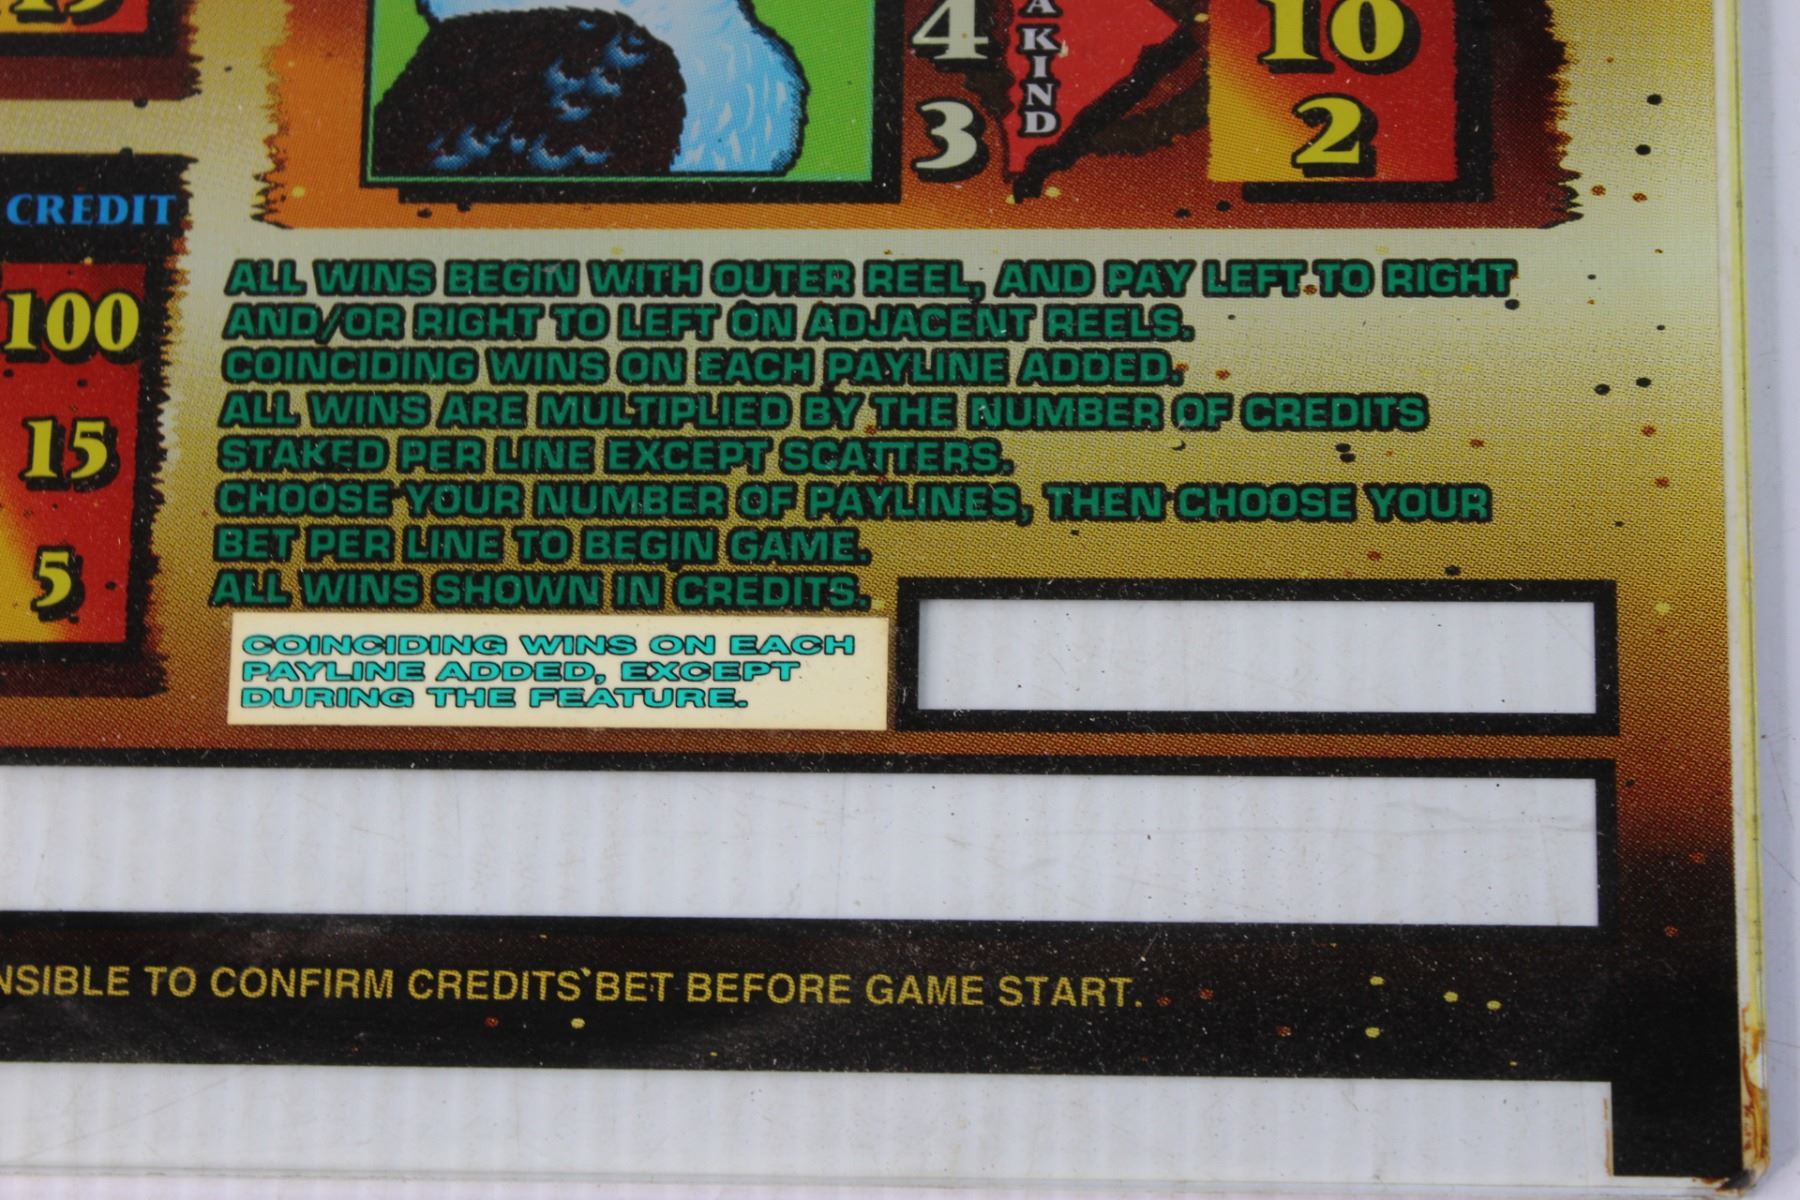 4
A KIND
10
3
2
CREDIT
100
15
5
ALL WINS BEGIN WITH OUTER REEL, AND PAY LEFT TO RIGHT
AND/OR RIGHT TO LEFT ON ADJACENT REELS.
COINCIDING WINS ON EACH PAYLINE ADDED.
ALL WINS ARE MULTIPLIED BY THE NUMBER OF CREDITS
STAKED PER LINE EXCEPT SCATTERS.
CHOOSE YOUR NUMBER OF PAYLINES, THEN CHOOSE YOUR
BET PER LINE TO BEGIN GAME.
ALL WINS SHOWN IN CREDITS.
COINCIDING WINS ON EACH
PAYLINE ADDED, EXCEPT
DURING THE FEATURE.
NSIBLE TO CONFIRM CREDITS BET BEFORE GAME START.